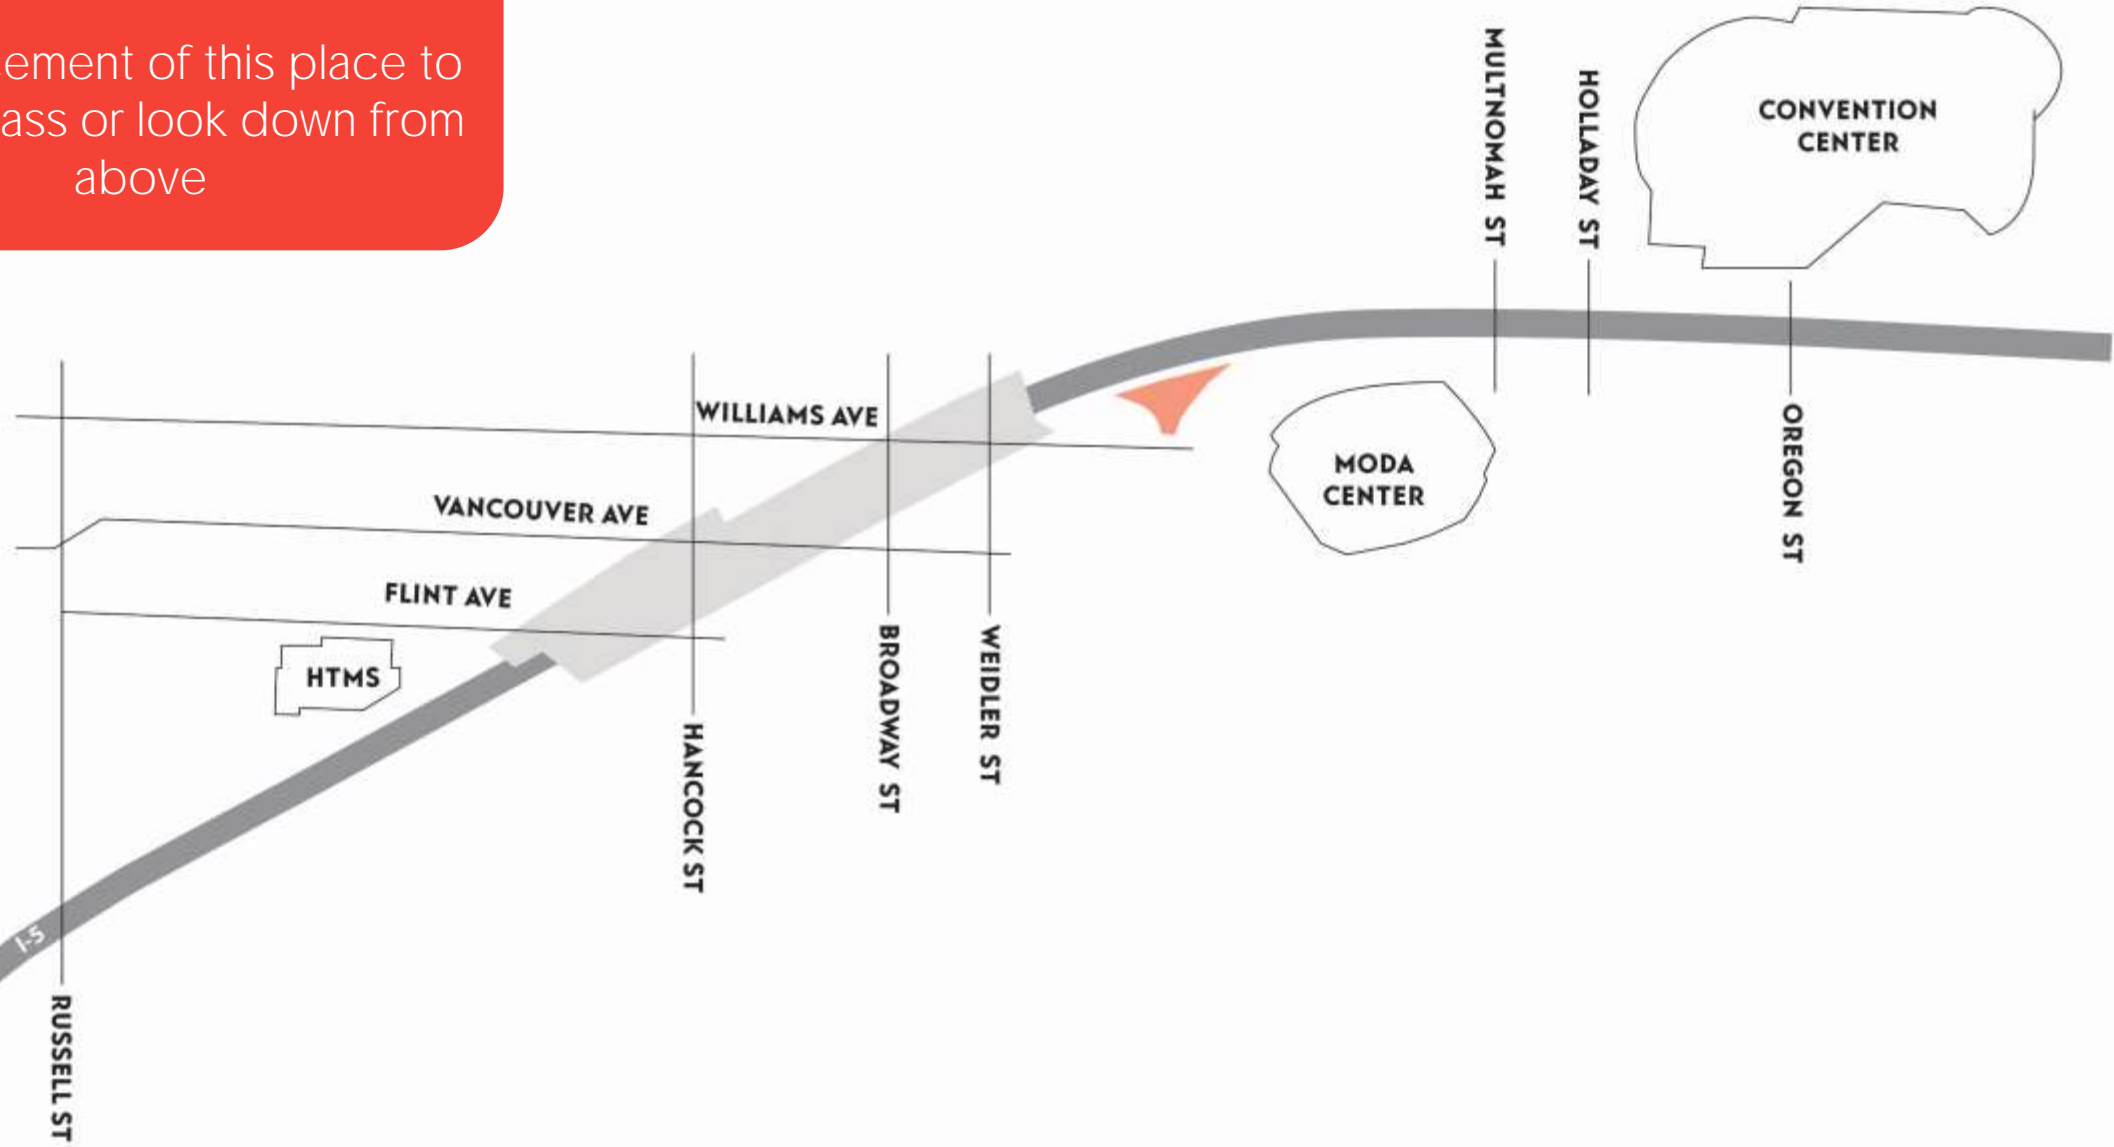 ement of this place to
ass or look down from
above
MULTNOMAH ST
HOLLADAY ST
CONVENTION
CENTER
WILLIAMS AVE
VANCOUVER AVE
FLINT AVE
HTMS
MODA
CENTER
OREGON ST
BROADWAY ST
WEIDLER ST
HANCOCK ST
I-5
RUSSELL ST